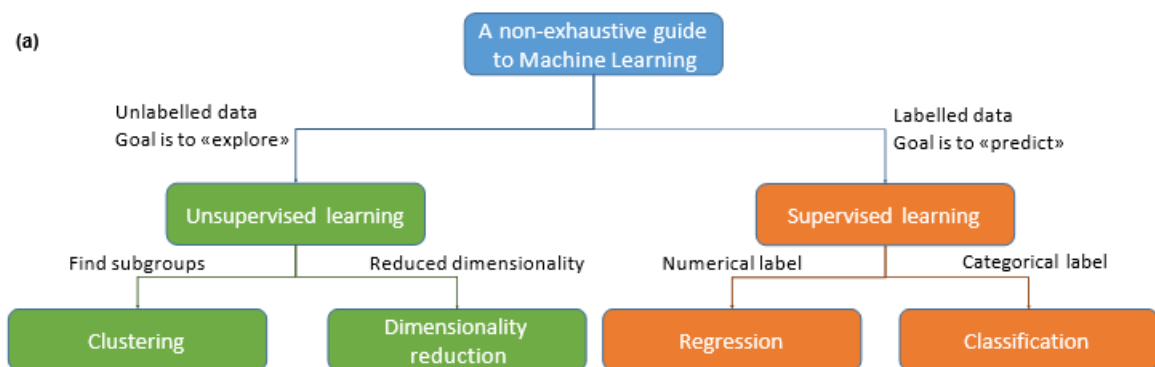 (a)
A non-exhaustive guide
to Machine Learning
Unlabelled data
Goal is to «explore»
Labelled data
Goal is to «predict»
Unsupervised learning
Supervised learning
Find subgroups
Reduced dimensionality
Numerical label
Categorical label
Clustering
Dimensionality
reduction
Regression
Classification